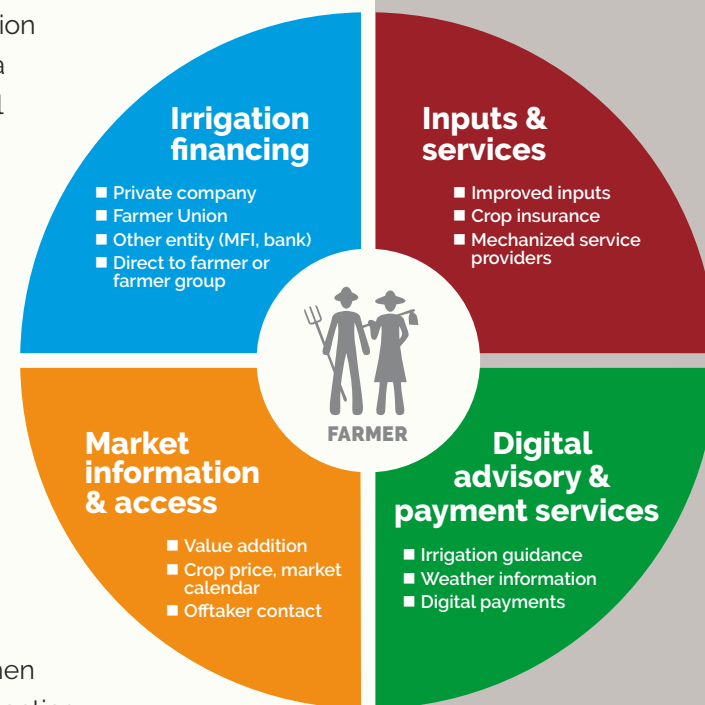 Irrigation
financing
■ Private company
■ Farmer Union
■ Other entity (MFI, bank)
■ Direct to farmer or
farmer group
Inputs &
services
■ Improved inputs
■ Crop insurance
■ Mechanized service
providers
FARMER
Market
information
& access
■ Value addition
■ Crop price, market
calendar
■ Offtaker contact
Digital
advisory &
payment services
■ Irrigation guidance
■ Weather information
■ Digital payments